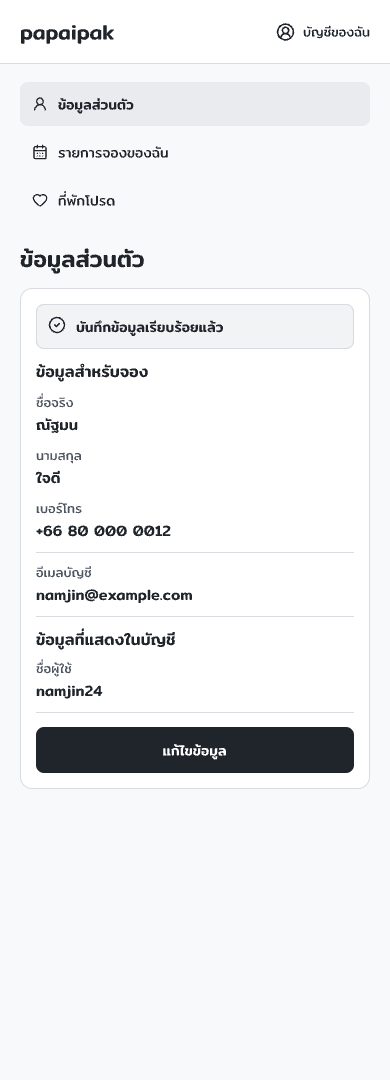 papaipak
บัญชีของฉัน
ข้อมูลส่วนตัว
รายการจองของฉัน
ที่พักโปรด
ข้อมูลส่วนตัว
บันทึกข้อมูลเรียบร้อยแล้ว
ข้อมูลสำหรับจอง
ชื่อจริง
ณัฐมน
นามสกุล
ใจดี
เบอร์โทร
+66 80 000 0012
อีเมลบัญชี
namjin@example.com
ข้อมูลที่แสดงในบัญชี
ชื่อผู้ใช้
namjin24
แก้ไขข้อมูล